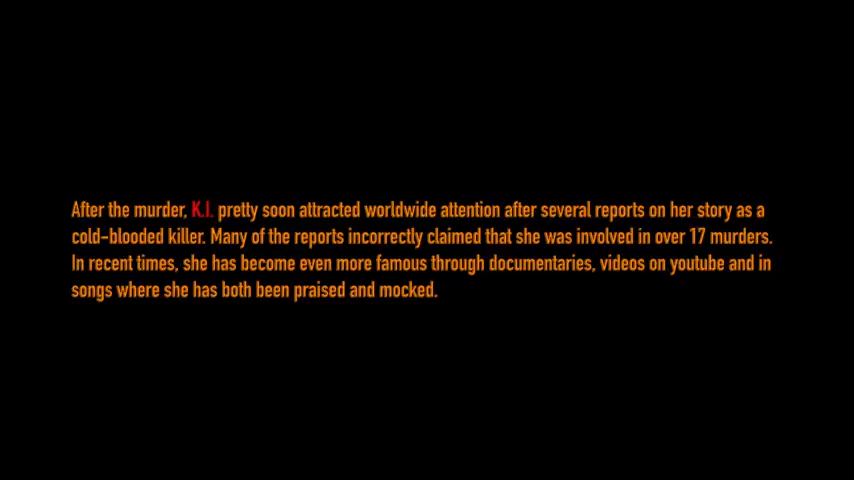 After the murder, K.I. pretty soon attracted worldwide attention after several reports on her story as a
cold-blooded killer. Many of the reports incorrectly claimed that she was involved in over 17 murders.
In recent times, she has become even more famous through documentaries, videos on youtube and in
songs where she has both been praised and mocked.